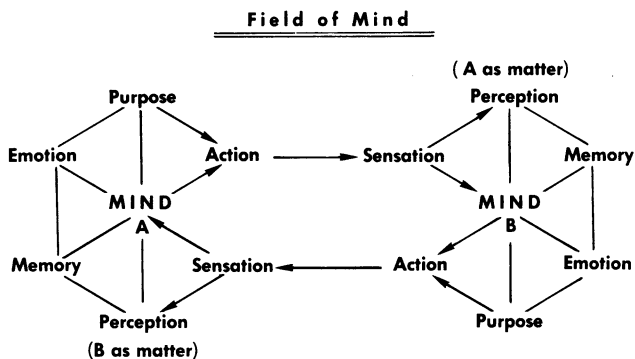 Field of Mind
(A as matter)
Purpose
Perception
Emotion
Action
Sensation
Memory
MIND
A
MIND
B
Memory
Sensation
Action
Emotion
Perception
Purpose
(B as matter)